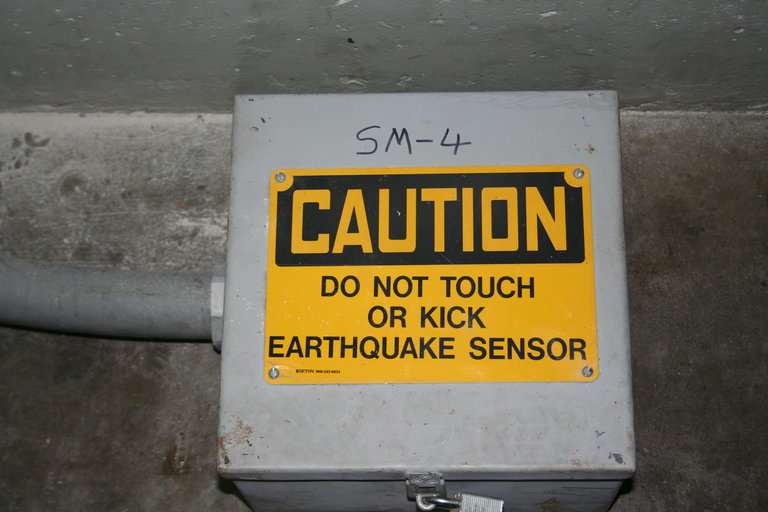 SM-4
CAUTION
DO NOT TOUCH
OR KICK
EARTHQUAKE SENSOR